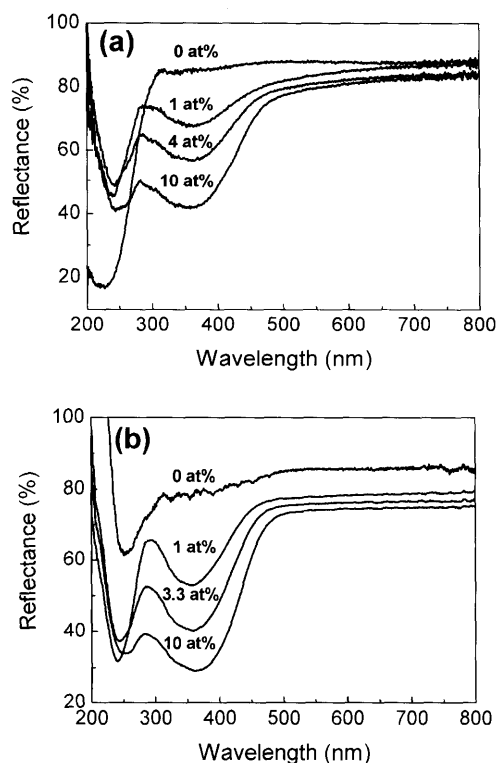 100
(a)
0 at%
80
1 at%
60
4 at%
10 at%
40
20
Reflectance (%)
200 300 400 500 600 700 800
Wavelength (nm)
100
(b)
0 at%
80
1 at%
60
3.3 at%
40
10 at%
20
Reflectance (%)
200 300 400 500 600 700 800
Wavelength (nm)